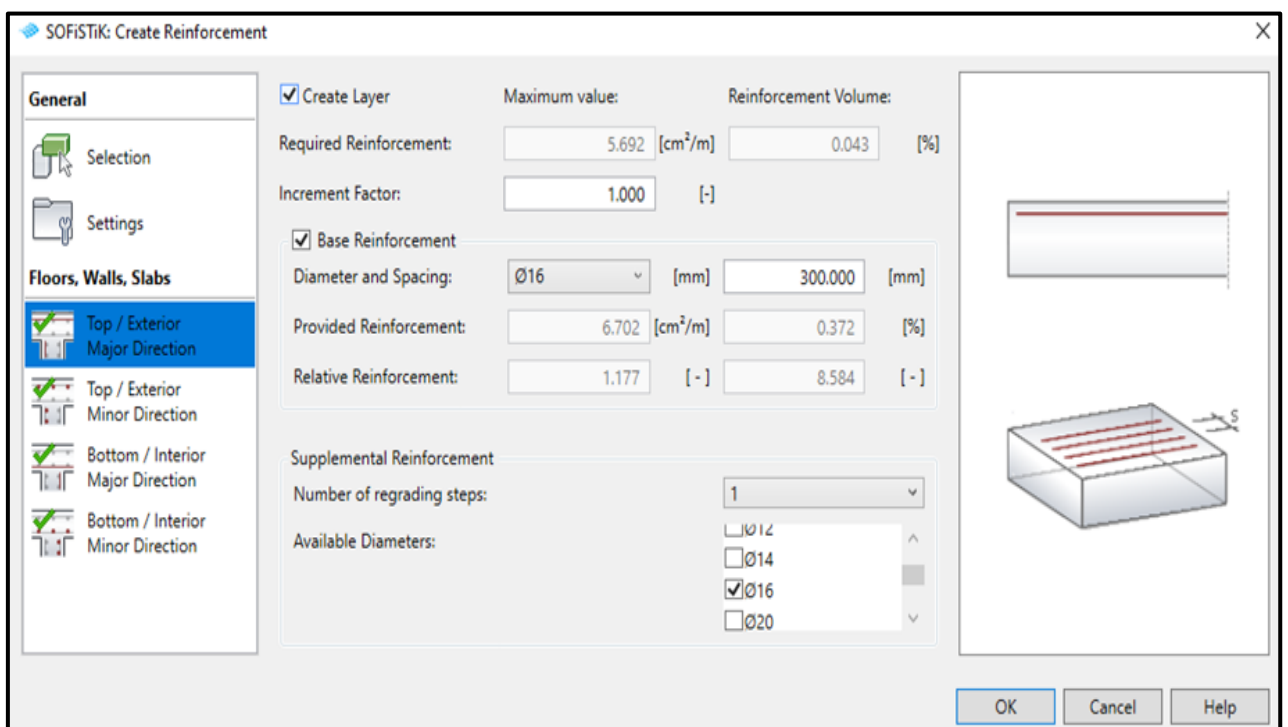 SOFiSTiK: Create Reinforcement
General
Selection
Settings
Floors, Walls, Slabs
Top / Exterior
Major Direction
Top / Exterior
Minor Direction
Bottom / Interior
Major Direction
Bottom / Interior
Minor Direction
Create Layer Maximum value: Reinforcement Volume:
Required Reinforcement: 5.692 [cm²/m] 0.043 [%]
Increment Factor: 1.000 [-]
Base Reinforcement
Diameter and Spacing: Ø16 [mm] 300.000 [mm]
Provided Reinforcement: 6.702 [cm²/m] 0.372 [%]
Relative Reinforcement: 1.177 [ - ] 8.584 [ - ]
Supplemental Reinforcement
Number of regrading steps: 1
Available Diameters:
Ø12
Ø14
Ø16
Ø20
S
OK Cancel Help